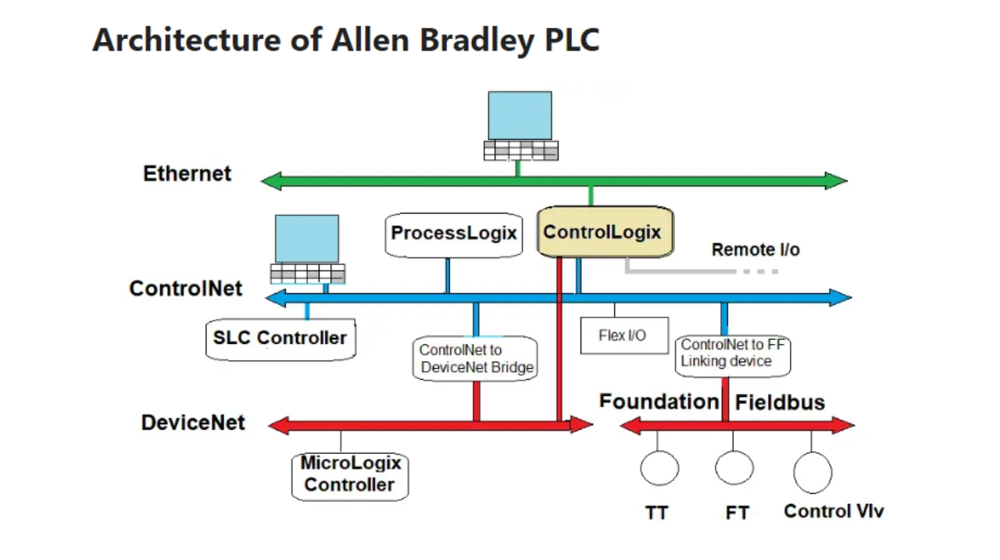 Architecture of Allen Bradley PLC
Ethernet
ProcessLogix
ControlLogix
Remote I/o
ControlNet
SLC Controller
ControlNet to
DeviceNet Bridge
Flex I/O
ControlNet to FF
Linking device
Foundation Fieldbus
DeviceNet
MicroLogix
Controller
TT
FT
Control Vlv